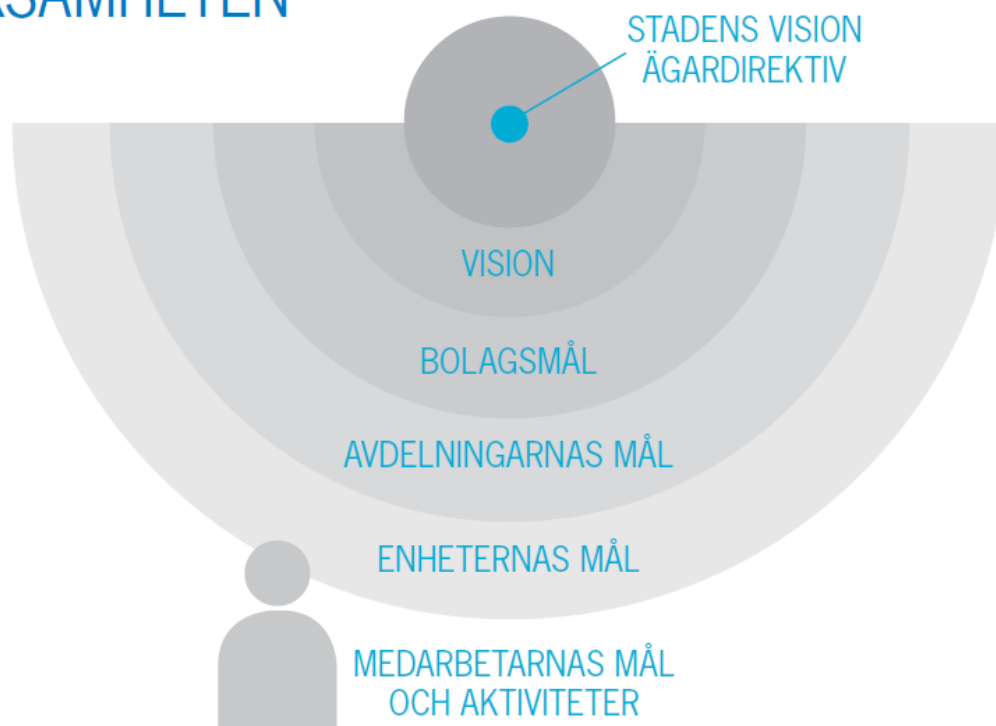 STADENS VISION
ÄGARDIREKTIV
VISION
BOLAGSMÅL
AVDELNINGARNAS MÅL
ENHETERNAS MÅL
MEDARBETARNAS MÅL
OCH AKTIVITETER